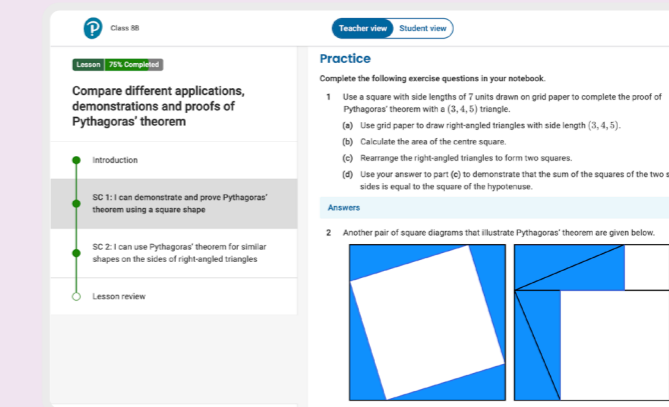 Class 8B
Teacher view
Student view
Lesson 75% Completed
Compare different applications,
demonstrations and proofs of
Pythagoras' theorem
Introduction
SC 1: I can demonstrate and prove Pythagoras'
theorem using a square shape
SC 2: I can use Pythagoras' theorem for similar
shapes on the sides of right-angled triangles
Lesson review
Practice
Complete the following exercise questions in your notebook.
1 Use a square with side lengths of 7 units drawn on grid paper to complete the proof of
Pythagoras' theorem with a (3, 4, 5) triangle.
(a) Use grid paper to draw right-angled triangles with side length (3, 4, 5).
(b) Calculate the area of the centre square.
(c) Rearrange the right-angled triangles to form two squares.
(d) Use your answer to part (c) to demonstrate that the sum of the squares of the two s
sides is equal to the square of the hypotenuse.
Answers
2 Another pair of square diagrams that illustrate Pythagoras' theorem are given below.